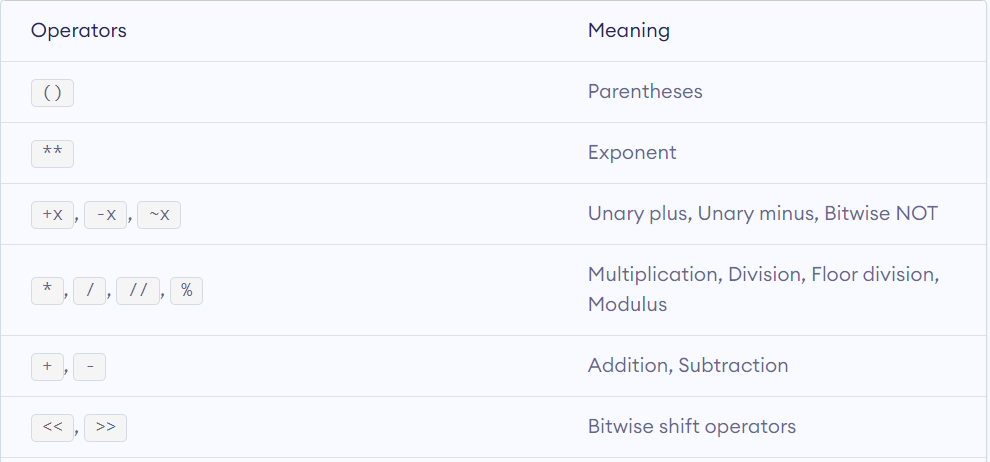 Operators Meaning
() Parentheses
** Exponent
+x, -x, ~x Unary plus, Unary minus, Bitwise NOT
*, /, //, % Multiplication, Division, Floor division,
Modulus
+, - Addition, Subtraction
<<, >> Bitwise shift operators